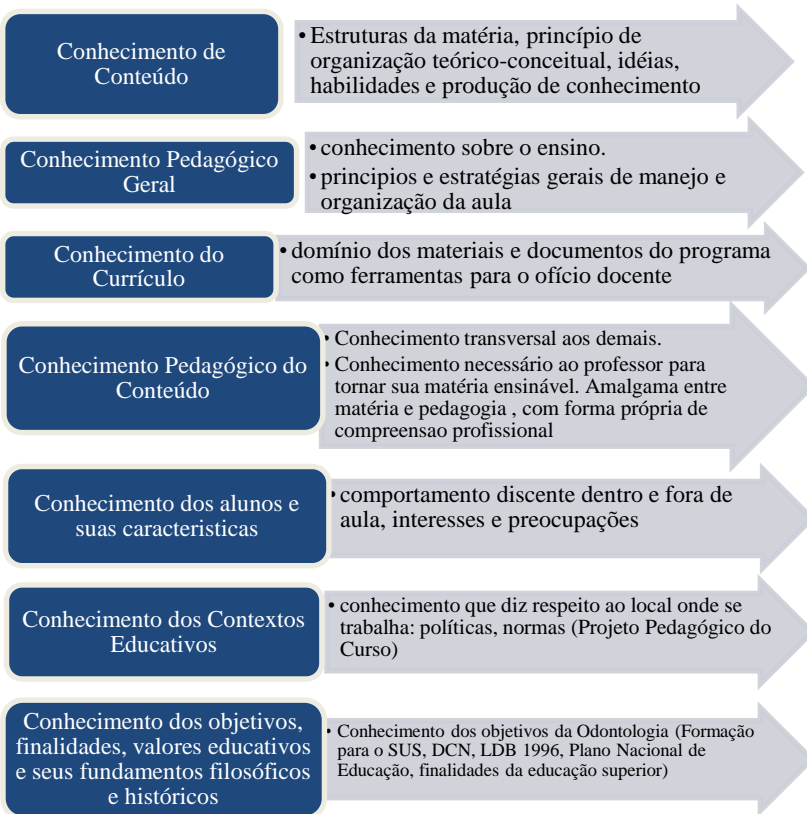 Conhecimento de
Conteúdo
• Estruturas da matéria, princípio de
organização teórico-conceitual, idéias,
habilidades e produção de conhecimento
Conhecimento Pedagógico
Geral
• conhecimento sobre o ensino.
• principios e estratégias gerais de manejo e
organização da aula
Conhecimento do
Currículo
• domínio dos materiais e documentos do programa
como ferramentas para o ofício docente
Conhecimento Pedagógico do
Conteúdo
• Conhecimento transversal aos demais.
• Conhecimento necessário ao professor para
tornar sua matéria ensinável. Amalgama entre
matéria e pedagogia , com forma própria de
compreensao profissional
Conhecimento dos alunos e
suas caracteristicas
• comportamento discente dentro e fora de
aula, interesses e preocupações
Conhecimento dos Contextos
Educativos
• conhecimento que diz respeito ao local onde se
trabalha: políticas, normas (Projeto Pedagógico do
Curso)
Conhecimento dos objetivos,
finalidades, valores educativos
e seus fundamentos filosóficos
e históricos
• Conhecimento dos objetivos da Odontologia (Formação
para o SUS, DCN, LDB 1996, Plano Nacional de
Educação, finalidades da educação superior)